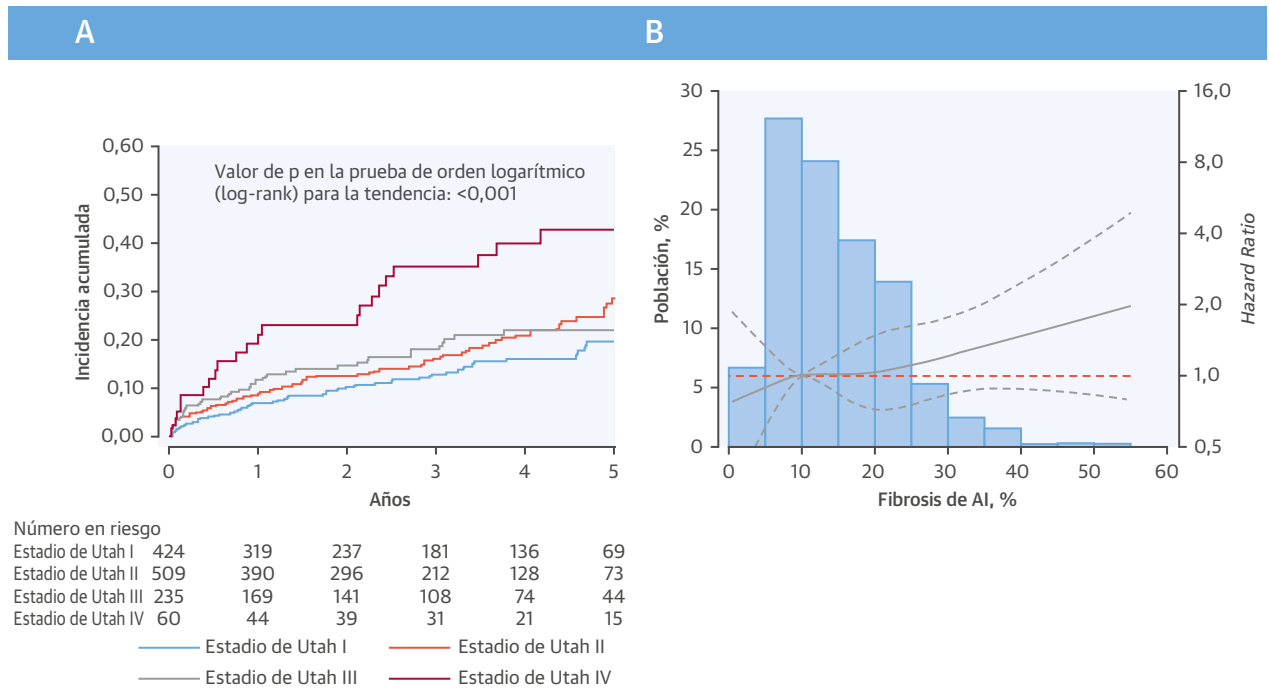 A
B
0,60
0,50
0,40
0,30
0,20
0,10
0,00
Incidencia acumulada
Valor de p en la prueba de orden logarítmico
(log-rank) para la tendencia: <0,001
0 1 2 3 4 5
Años
Número en riesgo
Estadio de Utah I 424 319 237 181 136 69
Estadio de Utah II 509 390 296 212 128 73
Estadio de Utah III 235 169 141 108 74 44
Estadio de Utah IV 60 44 39 31 21 15
Estadio de Utah I Estadio de Utah II
Estadio de Utah III Estadio de Utah IV
30
25
20
15
10
5
0
Población, %
16,0
8,0
4,0
2,0
1,0
0,5
Hazard Ratio
0 10 20 30 40 50 60
Fibrosis de AI, %